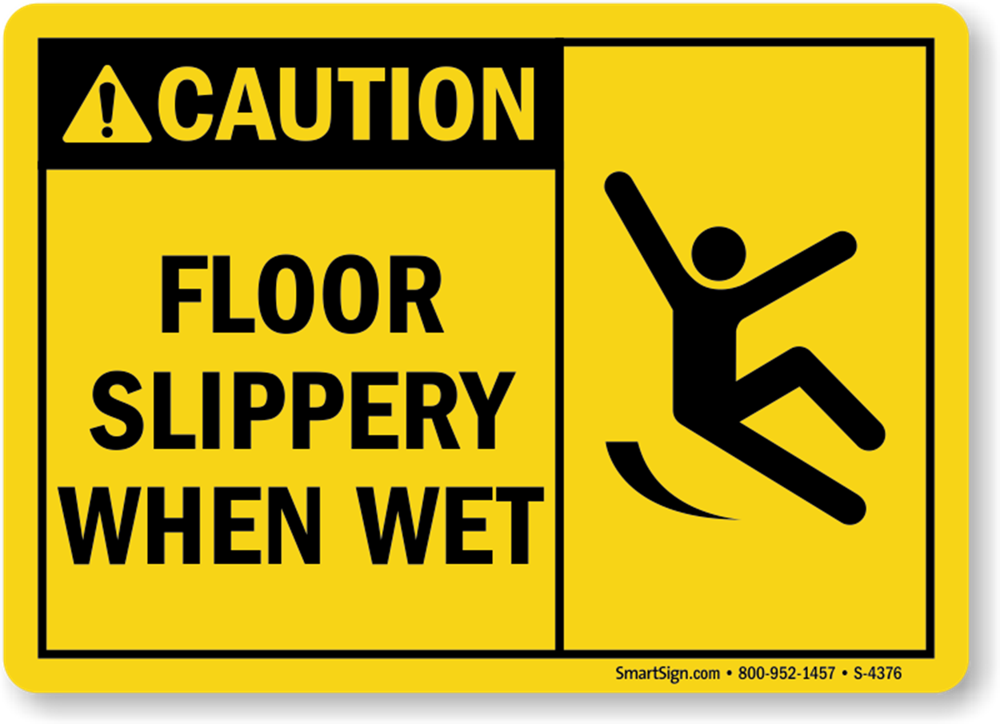 CAUTION
FLOOR
SLIPPERY
WHEN WET
SmartSign.com • 800-952-1457 • S-4376